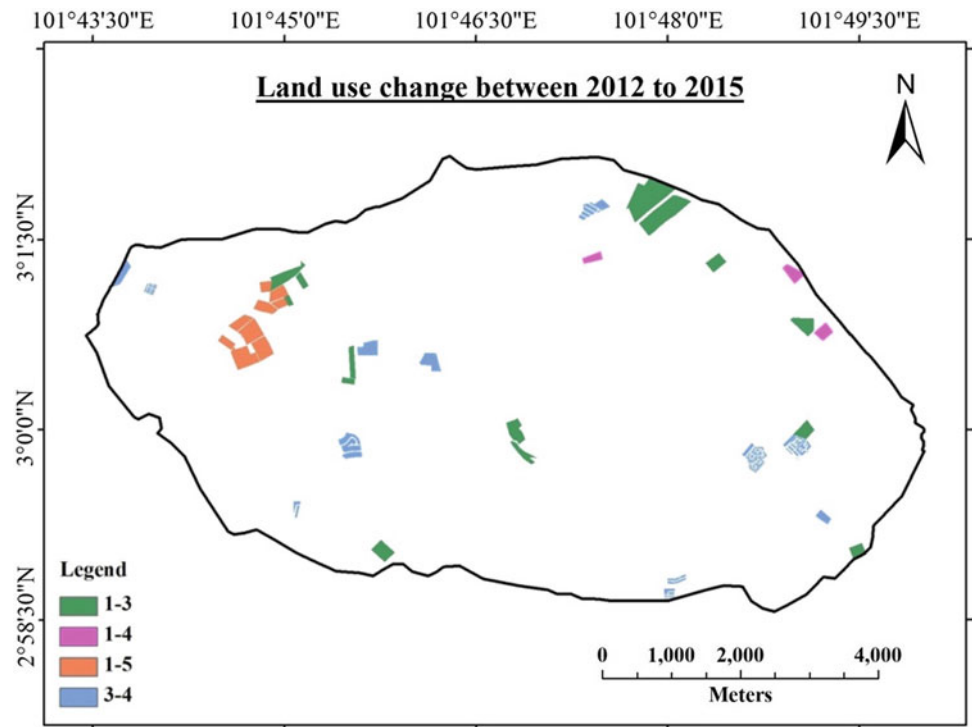 101°43'30"E 101°45'0"E 101°46'30"E 101°48'0"E 101°49'30"E
Land use change between 2012 to 2015
N
3°1'30"N
3°0'0"N
2°58'30"N
Legend
1-3
1-4
1-5
3-4
0 1,000 2,000 4,000
Meters